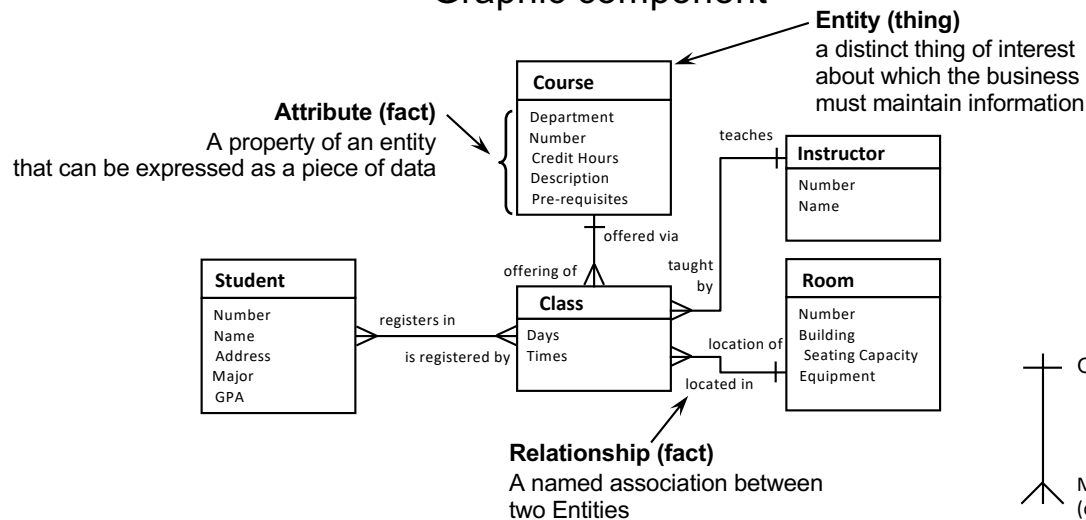 Graphic component
Entity (thing)
a distinct thing of interest
about which the business
must maintain information
Attribute (fact)
A property of an entity
that can be expressed as a piece of data
Course
Department
Number
Credit Hours
Description
Pre-requisites
teaches
Instructor
Number
Name
offered via
offering of
taught
by
Student
Number
Name
Address
Major
GPA
registers in
is registered by
Class
Days
Times
Room
Number
Building
Seating Capacity
Equipment
location of
located in
Relationship (fact)
A named association between
two Entities